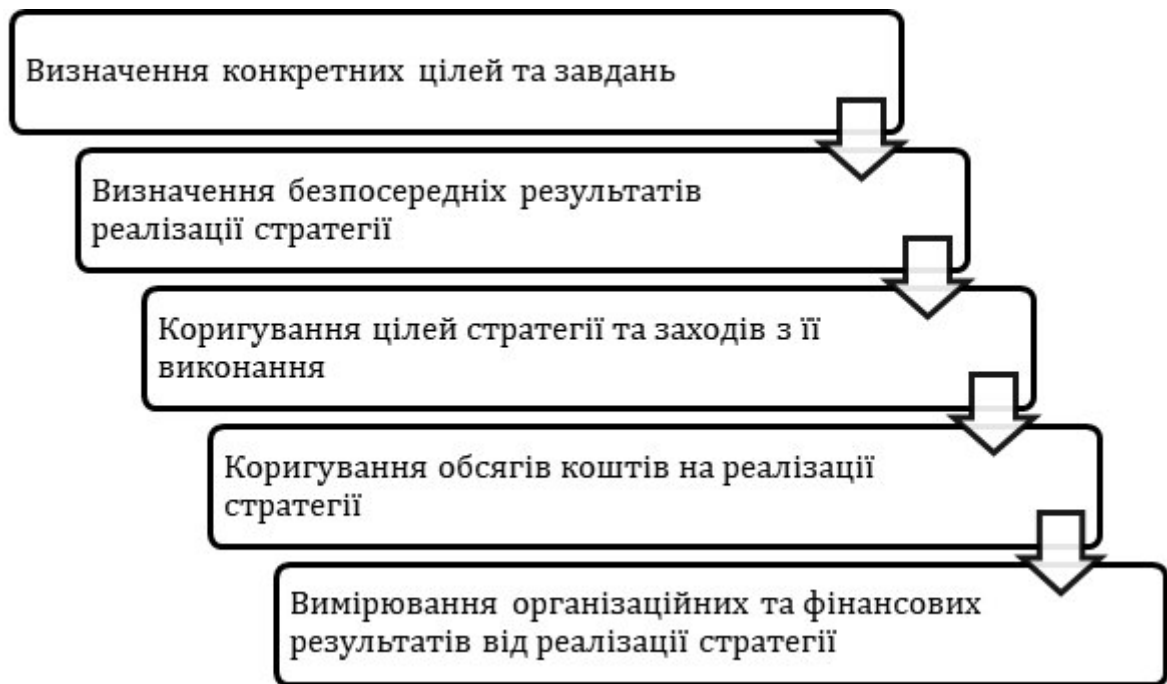 Визначення конкретних цілей та завдань
Визначення безпосередніх результатів
реалізації стратегії
Коригування цілей стратегії та заходів з її
виконання
Коригування обсягів коштів на реалізації
стратегії
Вимірювання організаційних та фінансових
результатів від реалізації стратегії